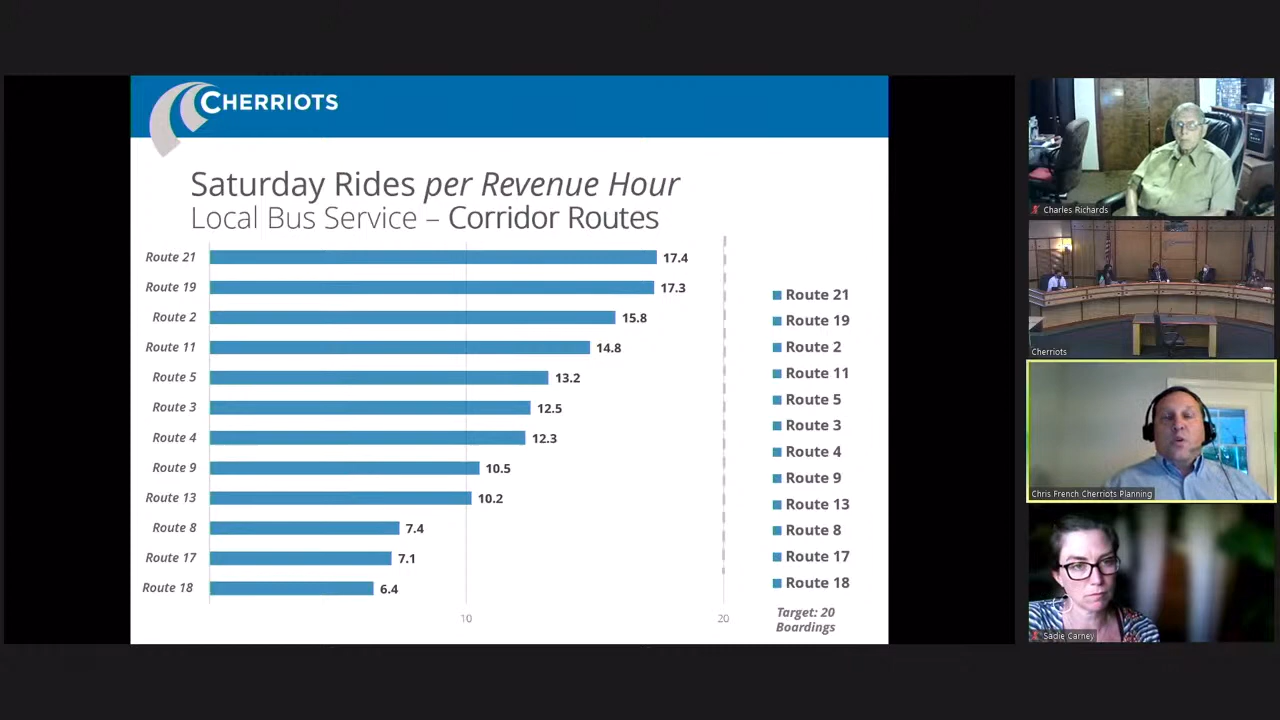 CHERRIOTS
Saturday Rides per Revenue Hour
Local Bus Service – Corridor Routes
Route 21 17.4
Route 19 17.3
Route 2 15.8
Route 11 14.8
Route 5 13.2
Route 3 12.5
Route 4 12.3
Route 9 10.5
Route 13 10.2
Route 8 7.4
Route 17 7.1
Route 18 6.4
10 20
Route 21
Route 19
Route 2
Route 11
Route 5
Route 3
Route 4
Route 9
Route 13
Route 8
Route 17
Route 18
Target: 20
Boardings
Charles Richards
Cherriots
Chris French Cherriots Planning
Sadie Carney